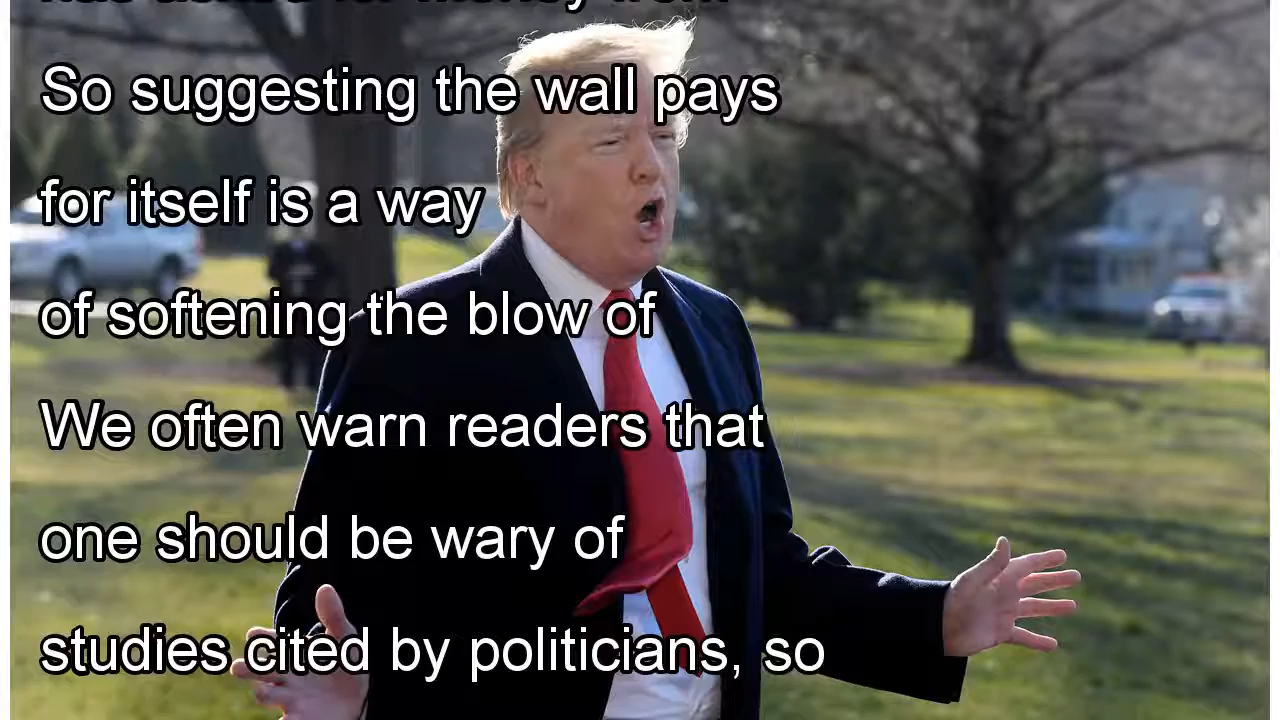 So suggesting the wall pays
for itself is a way
of softening the blow of
We often warn readers that
one should be wary of
studies cited by politicians, so